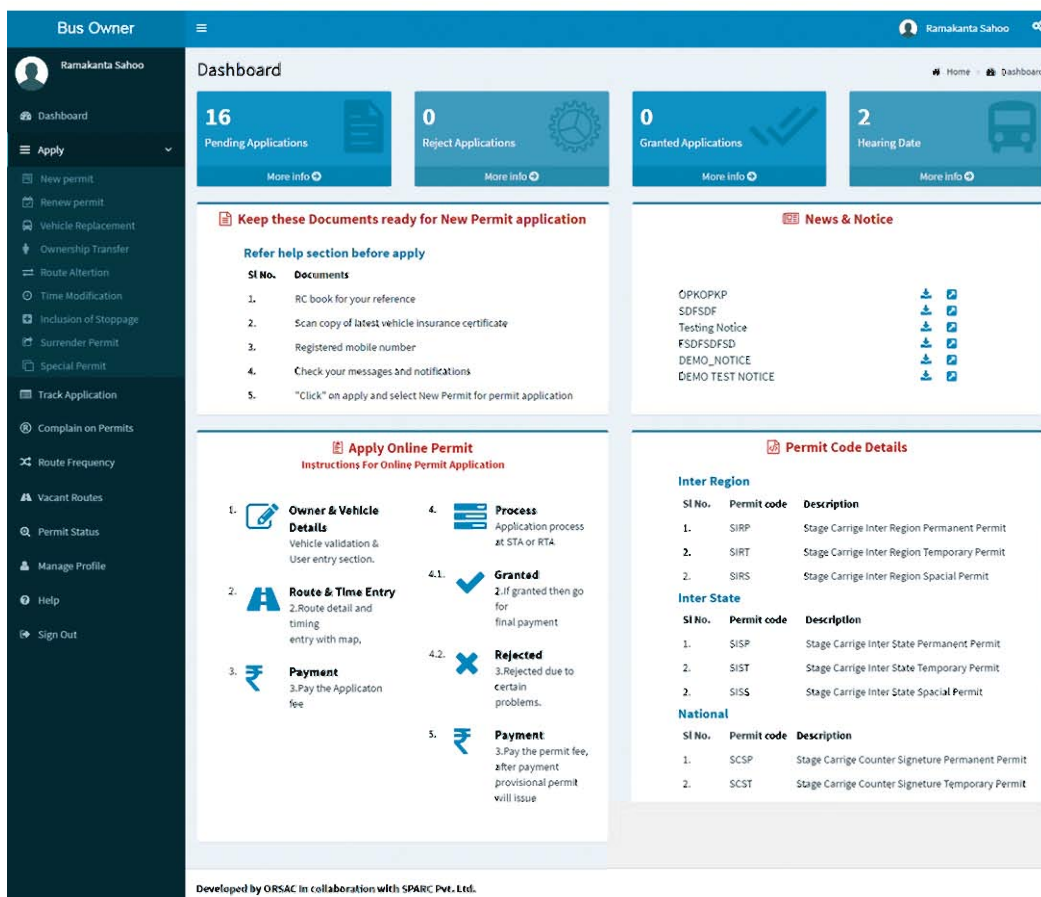 Bus Owner
Ramakanta Sahoo
Ramakanta Sahoo
Dashboard
Apply
New permit
Renew permit
Vehicle Replacement
Ownership Transfer
Route Altertion
Time Modification
Inclusion of Stoppage
Surrender Permit
Special Permit
Track Application
Complain on Permits
Route Frequency
Vacant Routes
Permit Status
Manage Profile
Help
Sign Out
Dashboard
Home Dashboard
16
Pending Applications
More info
0
Reject Applications
More info
0
Granted Applications
More info
2
Hearing Date
More info
Keep these Documents ready for New Permit application
Refer help section before apply
Sl No. Documents
1. RC book for your reference
2. Scan copy of latest vehicle insurance certificate
3. Registered mobile number
4. Check your messages and notifications
5. "Click" on apply and select New Permit for permit application
News & Notice
OPKOPKP
SDFSDF
Testing Notice
FSDFSDFSD
DEMO_NOTICE
DEMO TEST NOTICE
Apply Online Permit
Instructions For Online Permit Application
1. Owner & Vehicle
Details
Vehicle validation &
User entry section.
2. Route & Time Entry
2.Route detail and
timing
entry with map,
3. Payment
3.Pay the Applicaton
fee
4. Process
Application process
at STA or RTA
4.1. Granted
2.If granted then go
for
final payment
4.2. Rejected
3.Rejected due to
certain
problems.
5. Payment
3.Pay the permit fee,
after payment
provisional permit
will issue
Permit Code Details
Inter Region
Sl No. Permit code Description
1. SIRP Stage Carrige Inter Region Permanent Permit
2. SIRT Stage Carrige Inter Region Temporary Permit
2. SIRS Stage Carrige Inter Region Spacial Permit
Inter State
Sl No. Permit code Description
1. SISP Stage Carrige Inter State Permanent Permit
2. SIST Stage Carrige Inter State Temporary Permit
2. SISS Stage Carrige Inter State Spacial Permit
National
Sl No. Permit code Description
1. SCSP Stage Carrige Counter Signeture Permanent Permit
2. SCST Stage Carrige Counter Signeture Temporary Permit
Developed by ORSAC In collaboration with SPARC Pvt. Ltd.